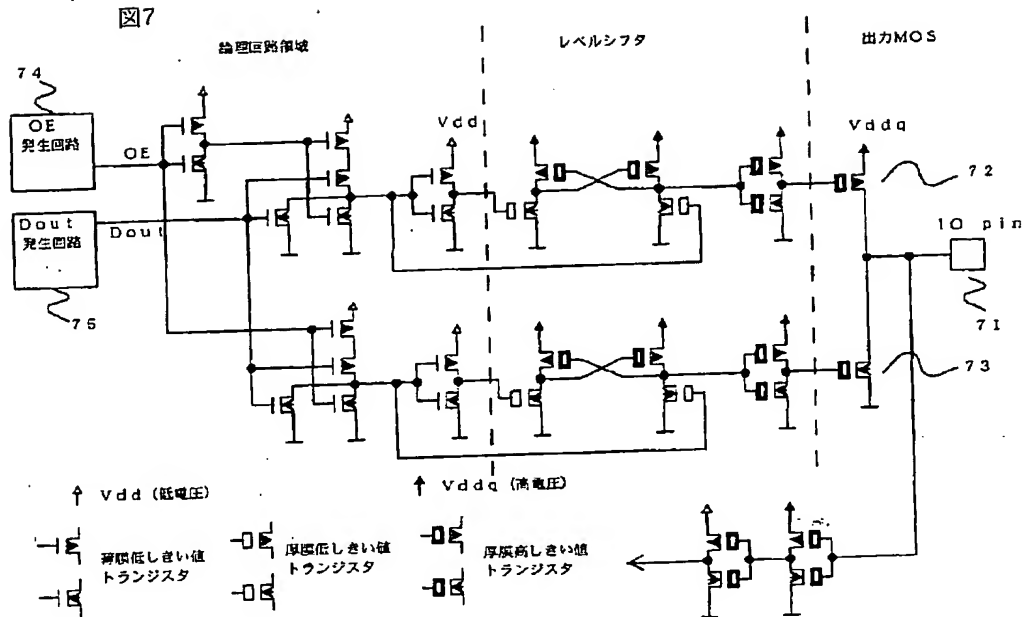 図7
論理回路領域
レベルシフタ
出力MOS
74
OE
発生回路
OE
Vdd
Vddq
72
Dout
発生回路
Dout
IO pin
75
71
73
Vdd (低電圧)
Vddq (高電圧)
薄膜低しきい値
トランジスタ
厚膜低しきい値
トランジスタ
厚膜高しきい値
トランジスタ